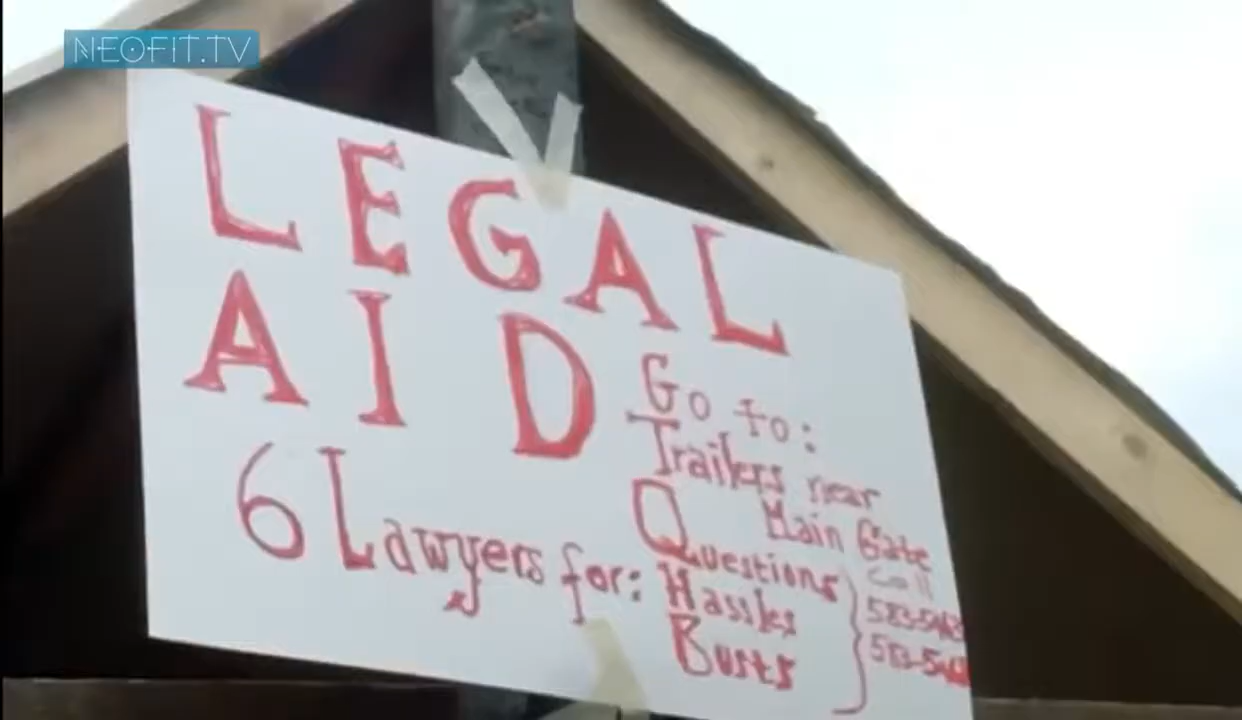 NEOFIT.TV
LEGAL
AID
Go to:
Trailers near
Main Gate
6 Lawyers for: Questions
Hassles
Busts
Call